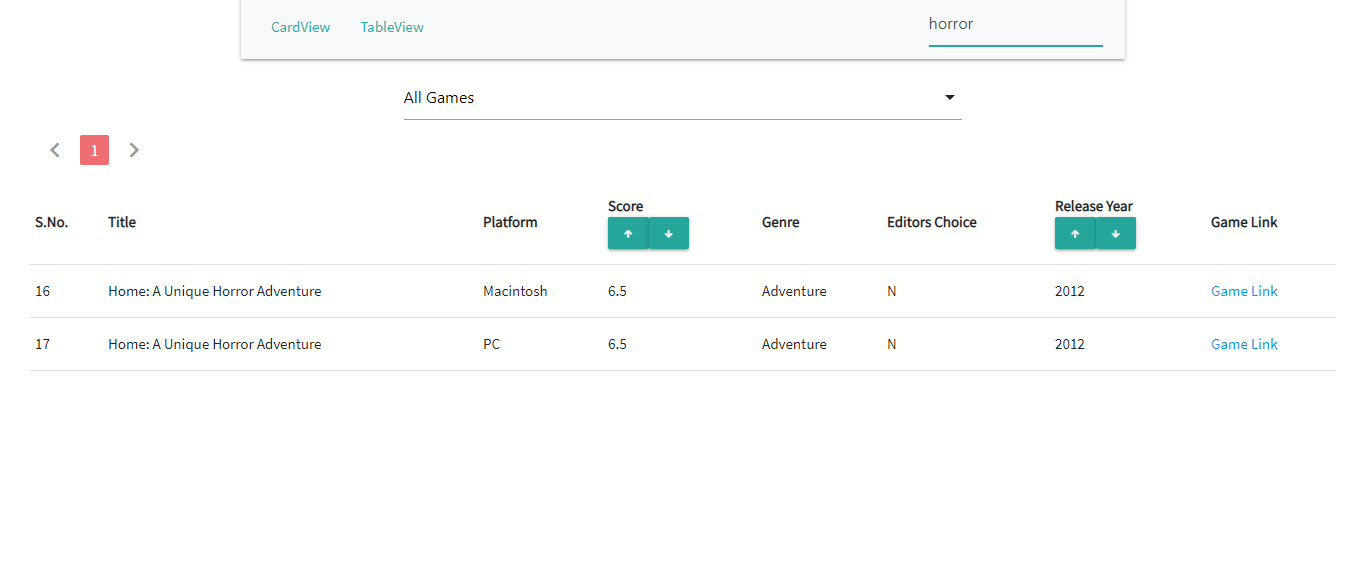 CardView TableView horror
All Games
1
S.No. Title Platform Score Genre Editors Choice Release Year Game Link
16 Home: A Unique Horror Adventure Macintosh 6.5 Adventure N 2012 Game Link
17 Home: A Unique Horror Adventure PC 6.5 Adventure N 2012 Game Link